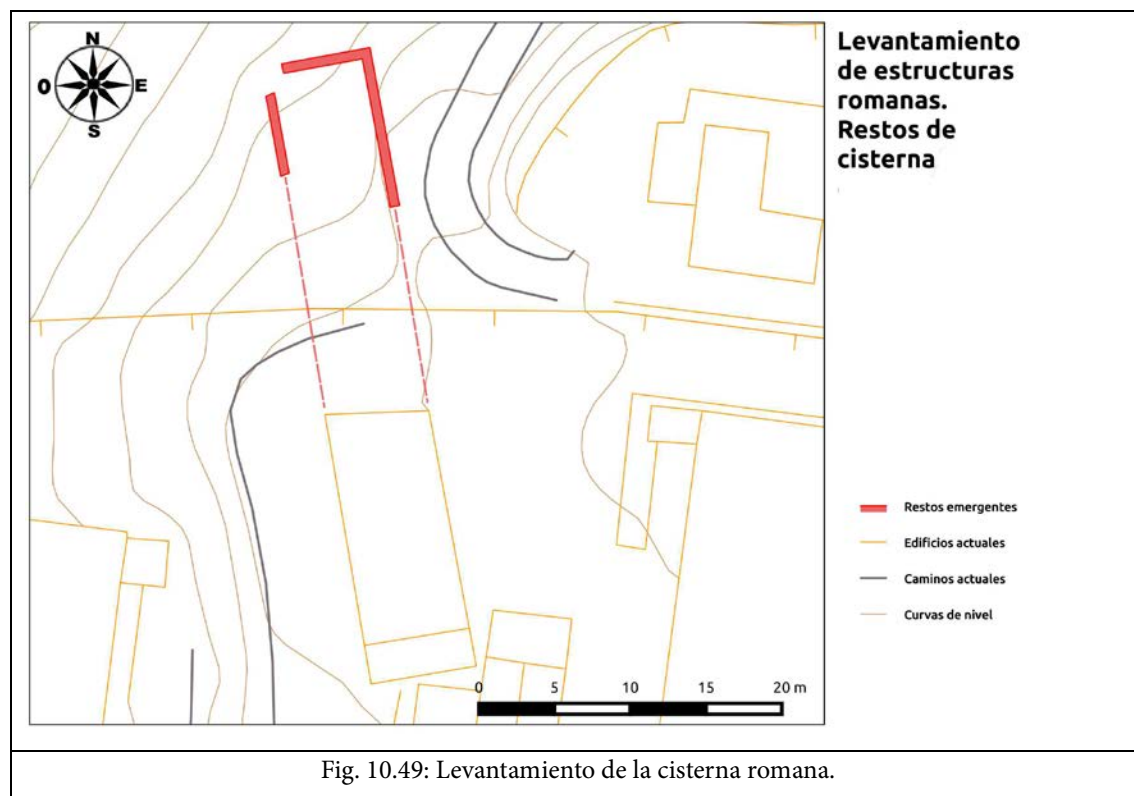 N
O
E
S
Levantamiento
de estructuras
romanas.
Restos de
cisterna
Restos emergentes
Edificios actuales
Caminos actuales
Curvas de nivel
0 5 10 15 20 m
Fig. 10.49: Levantamiento de la cisterna romana.